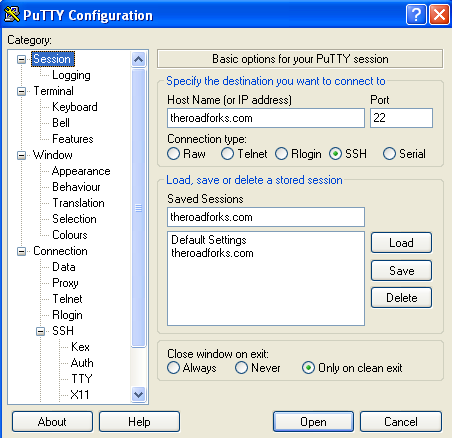 PuTTY Configuration
Category:
Session
Logging
Terminal
Keyboard
Bell
Features
Window
Appearance
Behaviour
Translation
Selection
Colours
Connection
Data
Proxy
Telnet
Rlogin
SSH
Kex
Auth
TTY
X11
Basic options for your PuTTY session
Specify the destination you want to connect to
Host Name (or IP address) Port
theroadforks.com 22
Connection type:
Raw Telnet Rlogin SSH Serial
Load, save or delete a stored session
Saved Sessions
theroadforks.com
Default Settings
theroadforks.com
Load
Save
Delete
Close window on exit:
Always Never Only on clean exit
About Help Open Cancel